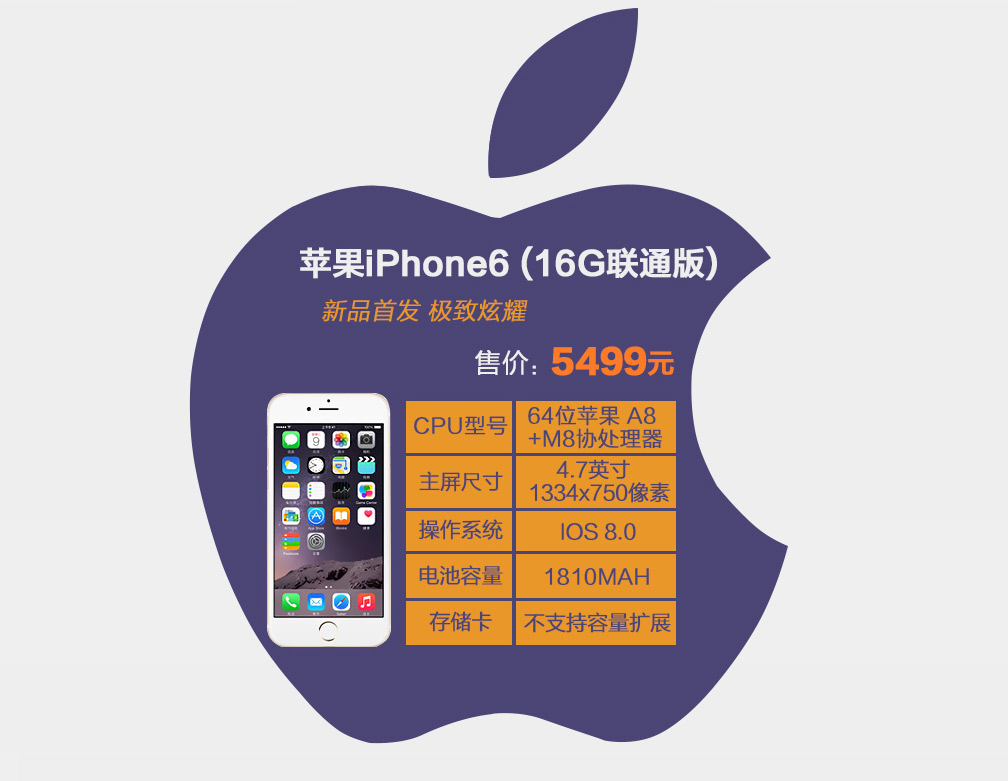 苹果iPhone6 (16G联通版)
新品首发 极致炫耀
售价: 5499元
CPU型号
64位苹果 A8
+M8协处理器
主屏尺寸
4.7英寸
1334x750像素
操作系统
IOS 8.0
电池容量
1810MAH
存储卡
不支持容量扩展